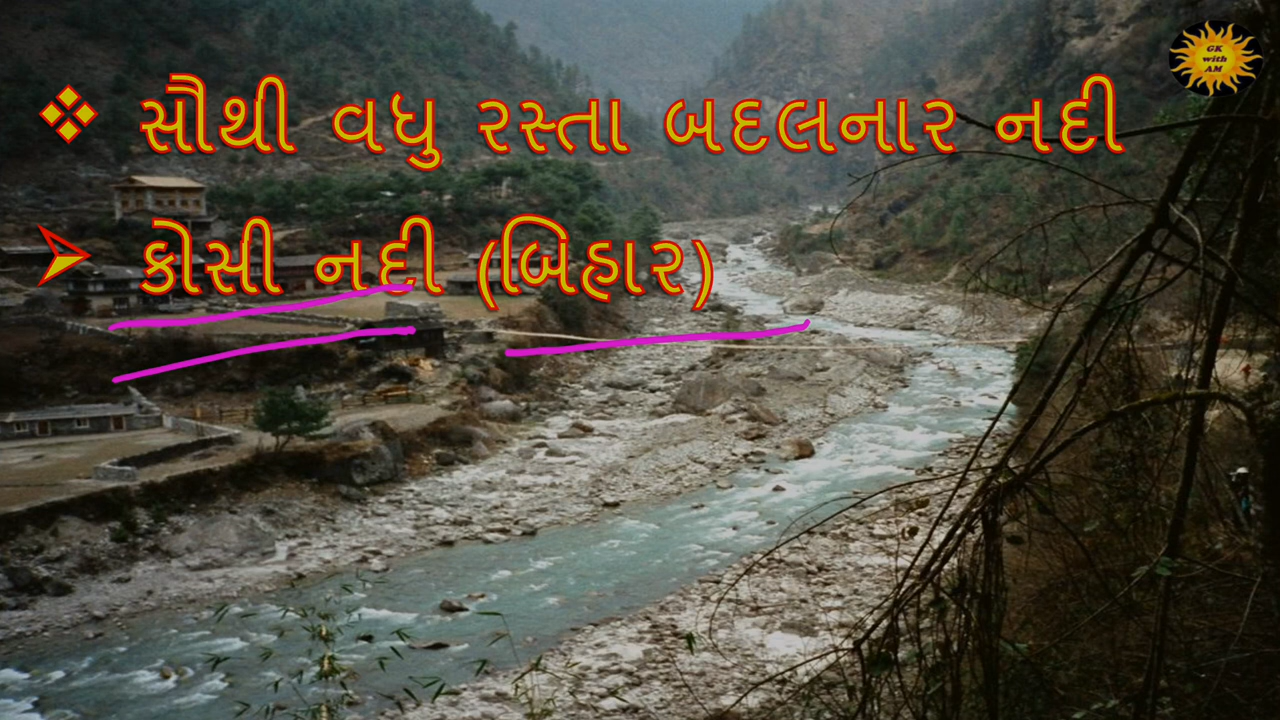 ❖ સૌથી વધુ રસ્તા બદલનાર નદી
➢ કોસી નદી (બિહાર)
GK
with
AM